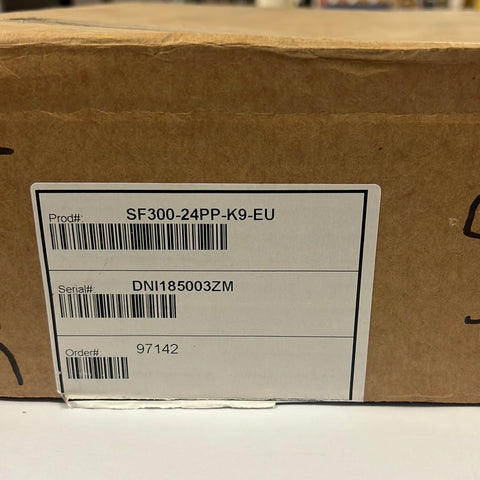 Prod#: SF300-24PP-K9-EU
Serial#: DNI185003ZM
Order#: 97142